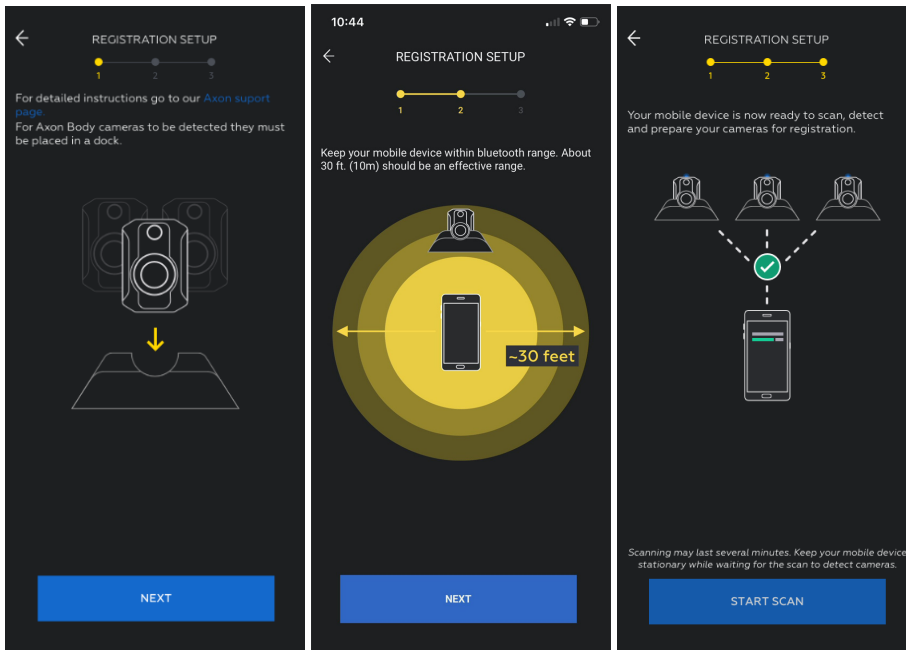 REGISTRATION SETUP
1 2 3
For detailed instructions go to our Axon suport
page.
For Axon Body cameras to be detected they must
be placed in a dock.
NEXT
10:44
REGISTRATION SETUP
1 2 3
Keep your mobile device within bluetooth range. About
30 ft. (10m) should be an effective range.
~30 feet
NEXT
REGISTRATION SETUP
1 2 3
Your mobile device is now ready to scan, detect
and prepare your cameras for registration.
Scanning may last several minutes. Keep your mobile device
stationary while waiting for the scan to detect cameras.
START SCAN